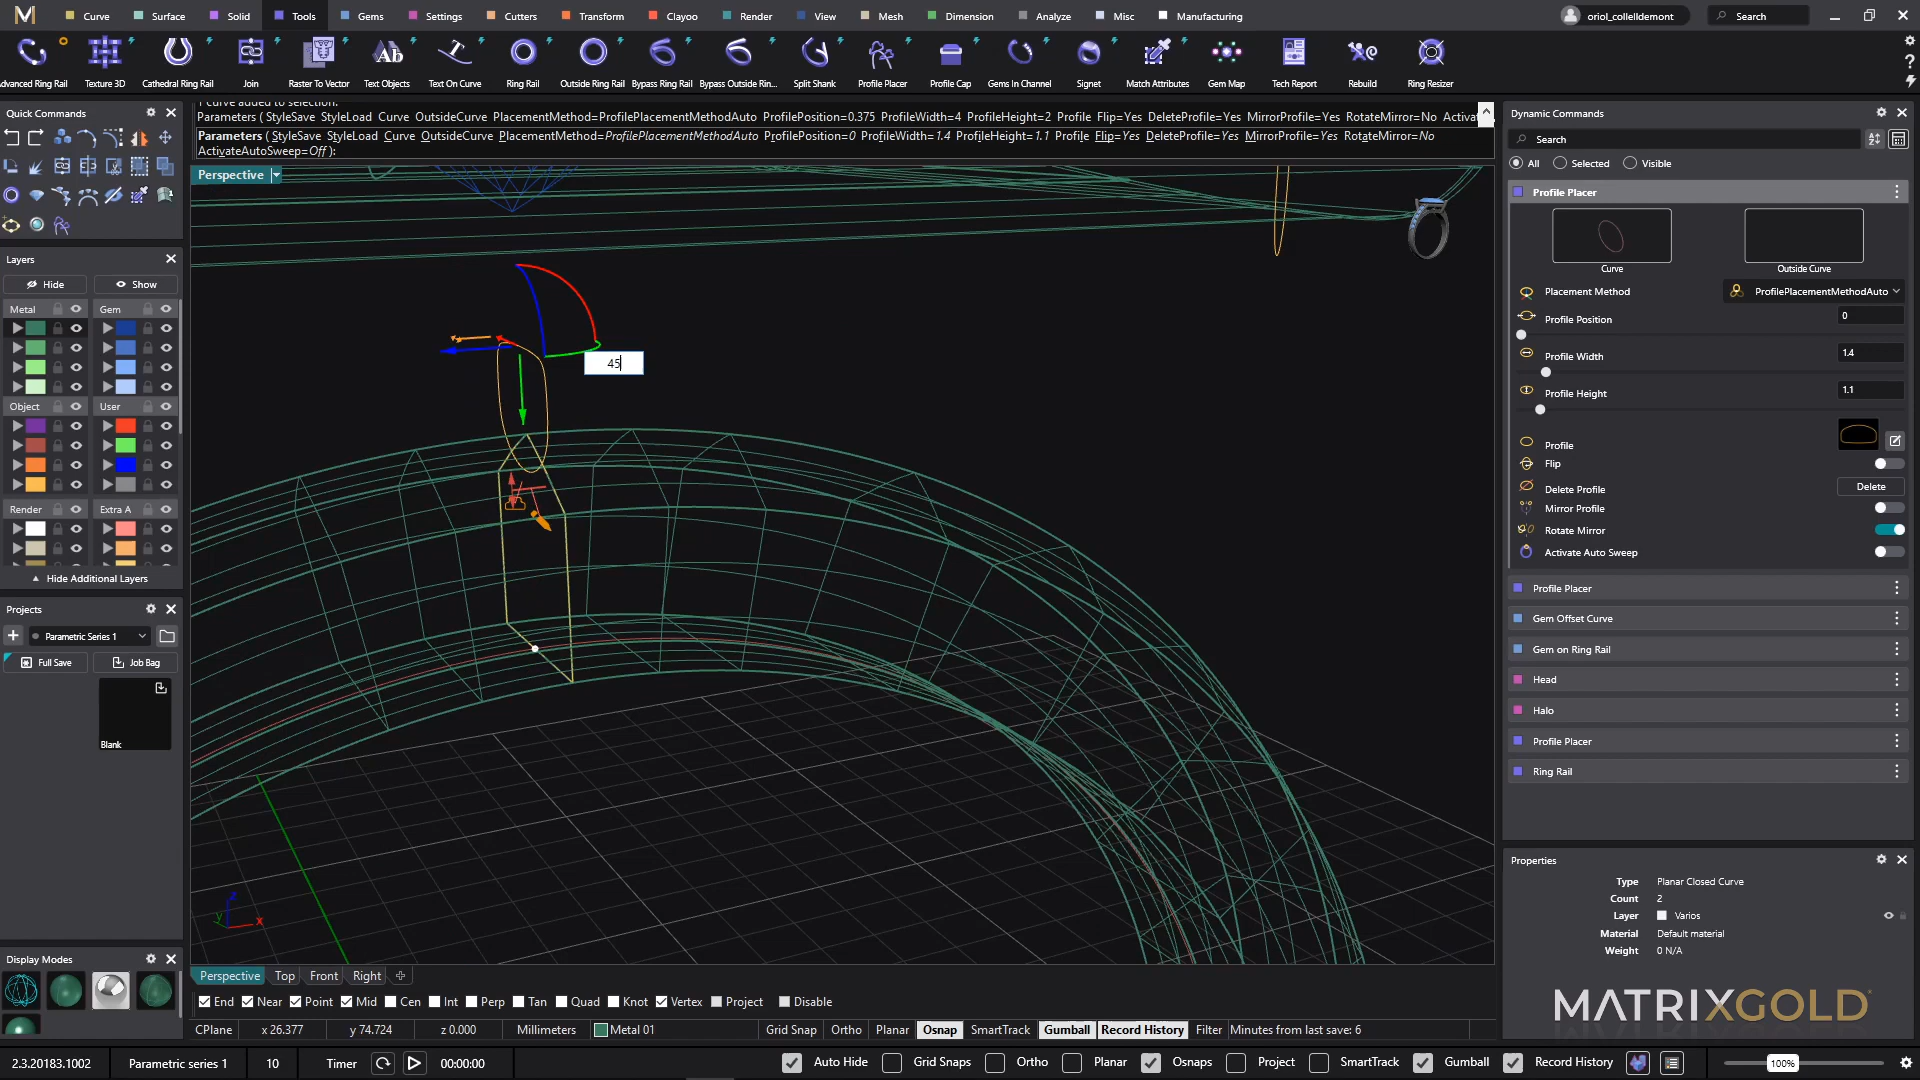 Curve Surface Solid Tools Gems Settings Cutters Transform Clayoo Render View Mesh Dimension Analyze Misc Manufacturing oriol_collelldemont Search
dvanced Ring Rail Texture 3D Cathedral Ring Rail Join Raster To Vector Text Objects Text On Curve Ring Rail Outside Ring Rail Bypass Ring Rail Bypass Outside Rin... Split Shank Profile Placer Profile Cap Gems In Channel Signet Match Attributes Gem Map Tech Report Rebuild Ring Resizer
Quick Commands
1 curve added to selection.
Parameters ( StyleSave StyleLoad Curve OutsideCurve PlacementMethod=ProfilePlacementMethodAuto ProfilePosition=0.375 ProfileWidth=4 ProfileHeight=2 Profile Flip=Yes DeleteProfile=Yes MirrorProfile=Yes RotateMirror=No Activat
Parameters ( StyleSave StyleLoad Curve OutsideCurve PlacementMethod=ProfilePlacementMethodAuto ProfilePosition=0 ProfileWidth=1.4 ProfileHeight=1.1 Profile Flip=Yes DeleteProfile=Yes MirrorProfile=Yes RotateMirror=No
ActivateAutoSweep=Off ):
Perspective
45
Layers
Hide Show
Metal Gem
Object User
Render Extra A
Hide Additional Layers
Projects
Parametric Series 1
Full Save Job Bag
Blank
Display Modes
Dynamic Commands
Search
All Selected Visible
Profile Placer
Curve Outside Curve
Placement Method ProfilePlacementMethodAuto
Profile Position 0
Profile Width 1.4
Profile Height 1.1
Profile
Flip
Delete Profile Delete
Mirror Profile
Rotate Mirror
Activate Auto Sweep
Profile Placer
Gem Offset Curve
Gem on Ring Rail
Head
Halo
Profile Placer
Ring Rail
Properties
Type Planar Closed Curve
Count 2
Layer Varios
Material Default material
Weight 0 N/A
MATRIXGOLD
x y z
Perspective Top Front Right
End Near Point Mid Cen Int Perp Tan Quad Knot Vertex Project Disable
CPlane x 26.377 y 74.724 z 0.000 Millimeters Metal 01 Grid Snap Ortho Planar Osnap SmartTrack Gumball Record History Filter Minutes from last save: 6
2.3.20183.1002 Parametric series 1 10 Timer 00:00:00 Auto Hide Grid Snaps Ortho Planar Osnaps Project SmartTrack Gumball Record History 100%